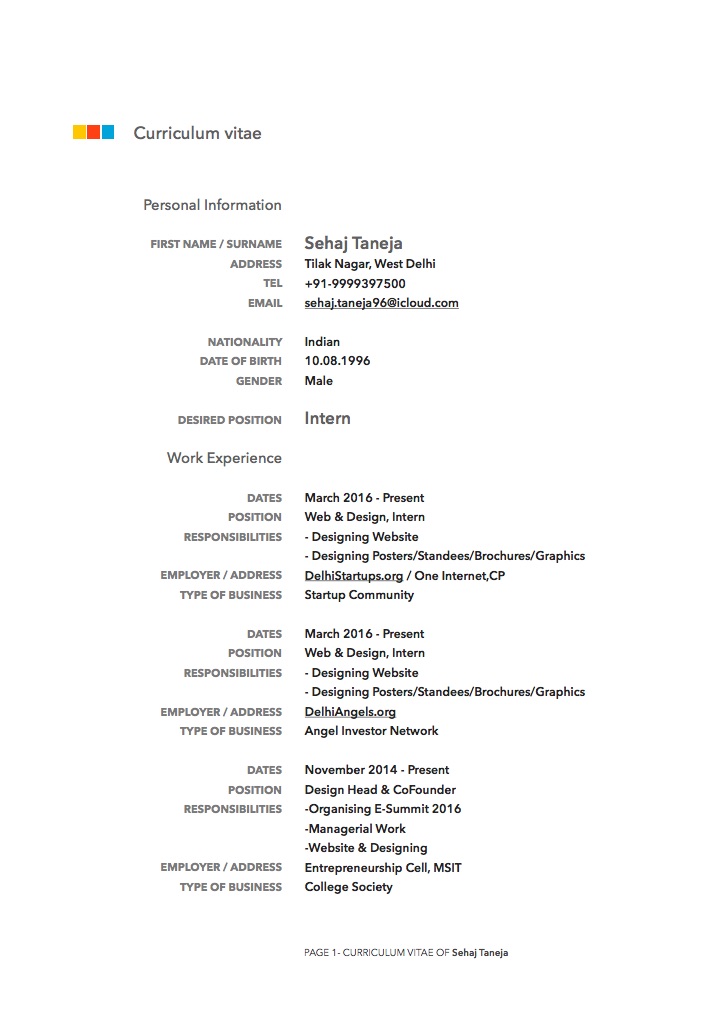 Curriculum vitae
Personal Information
FIRST NAME / SURNAME Sehaj Taneja
ADDRESS Tilak Nagar, West Delhi
TEL +91-9999397500
EMAIL sehaj.taneja96@icloud.com
NATIONALITY Indian
DATE OF BIRTH 10.08.1996
GENDER Male
DESIRED POSITION Intern
Work Experience
DATES March 2016 - Present
POSITION Web & Design, Intern
RESPONSIBILITIES - Designing Website
- Designing Posters/Standees/Brochures/Graphics
EMPLOYER / ADDRESS DelhiStartups.org / One Internet,CP
TYPE OF BUSINESS Startup Community
DATES March 2016 - Present
POSITION Web & Design, Intern
RESPONSIBILITIES - Designing Website
- Designing Posters/Standees/Brochures/Graphics
EMPLOYER / ADDRESS DelhiAngels.org
TYPE OF BUSINESS Angel Investor Network
DATES November 2014 - Present
POSITION Design Head & CoFounder
RESPONSIBILITIES -Organising E-Summit 2016
-Managerial Work
-Website & Designing
EMPLOYER / ADDRESS Entrepreneurship Cell, MSIT
TYPE OF BUSINESS College Society
PAGE 1- CURRICULUM VITAE OF Sehaj Taneja